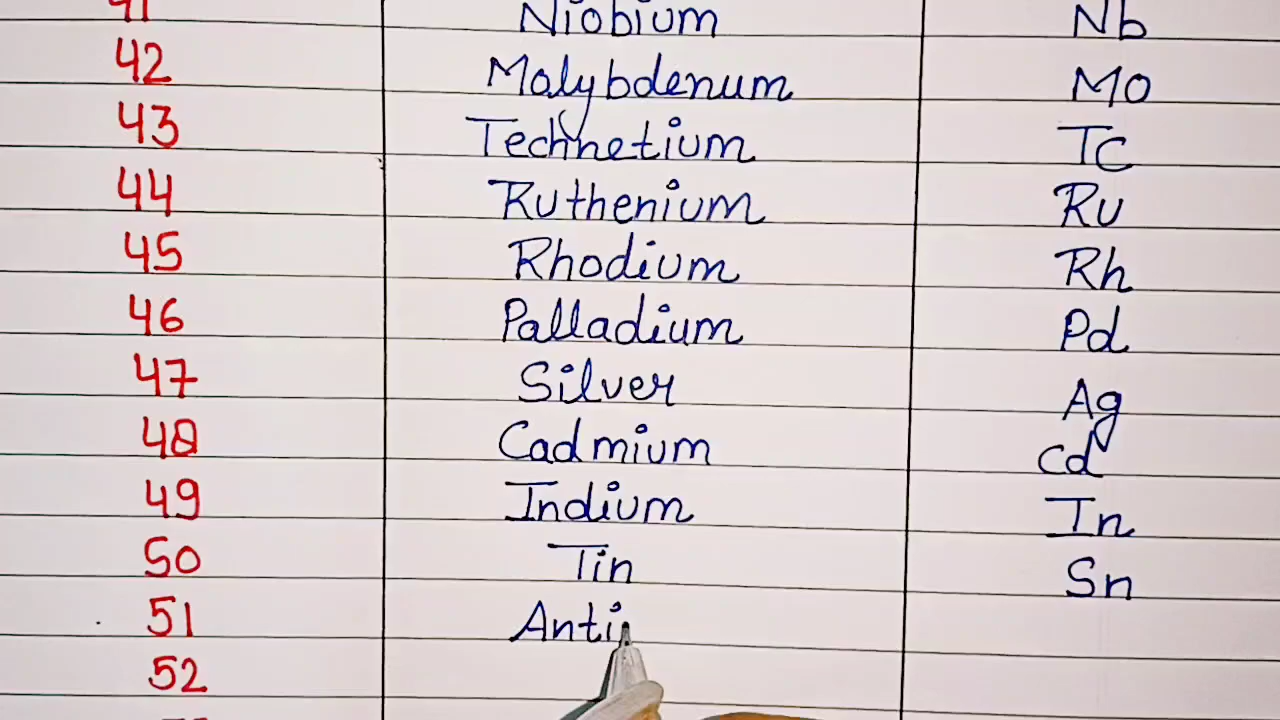 41 Niobium Nb
42 Molybdenum Mo
43 Technetium Tc
44 Ruthenium Ru
45 Rhodium Rh
46 Palladium Pd
47 Silver Ag
48 Cadmium Cd
49 Indium In
50 Tin Sn
51 Anti
52